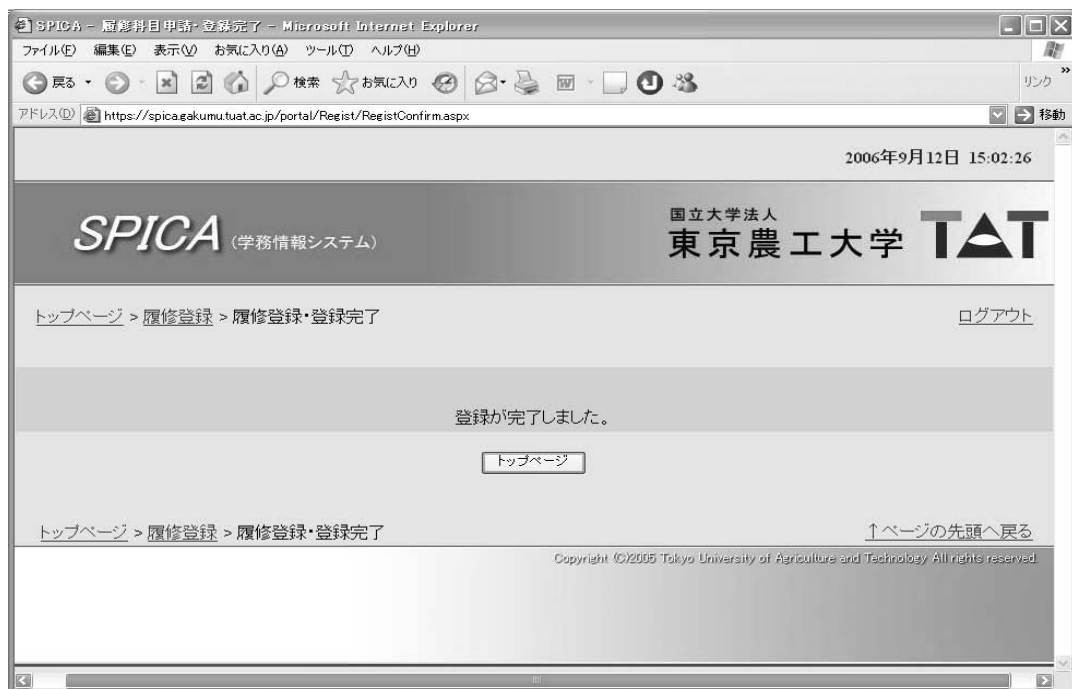 SPICA - 履修科目申請・登録完了 - Microsoft Internet Explorer
ファイル(F) 編集(E) 表示(V) お気に入り(A) ツール(T) ヘルプ(H)
戻る 検索 お気に入り リンク »
アドレス(D) https://spica.gakumu.tuat.ac.jp/portal/Regist/RegistConfirm.aspx 移動
2006年9月12日 15:02:26
国立大学法人
SPICA (学務情報システム) 東京農工大学 TAT
トップページ > 履修登録 > 履修登録・登録完了 ログアウト
登録が完了しました。
トップページ
トップページ > 履修登録 > 履修登録・登録完了 ↑ページの先頭へ戻る
Copyright (C)2005 Tokyo University of Agriculture and Technology All rights reserved.